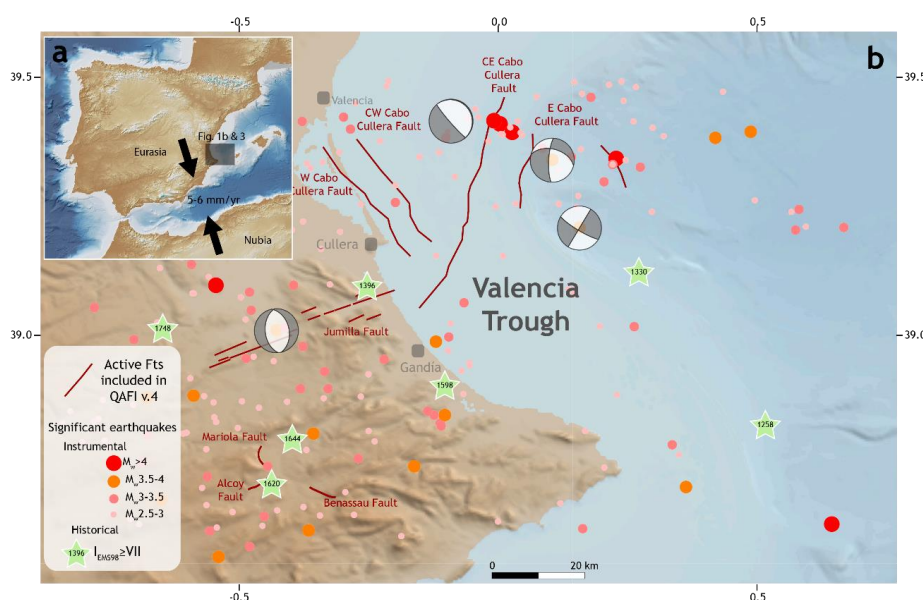 -0.5
0.0
0.5
a
b
39.5
39.5
Valencia
CE Cabo
Cullera
Fault
CW Cabo
Cullera Fault
E Cabo
Cullera Fault
Fig. 1b & 3
Eurasia
5-6 mm/yr
Nubia
W Cabo
Cullera Fault
Cullera
Valencia
Trough
1396
1330
1748
39.0
39.0
Jumilla Fault
Gandia
1598
1258
1644
1620
Mariola Fault
Alcoy
Fault
Benassau Fault
Active Fts
included in
QAFI v.4
Significant earthquakes
Instrumental
Mw>4
Mw3.5-4
Mw3-3.5
Mw2.5-3
Historical
1396
IEMS98≥VII
0
20 km
-0.5
0.0
0.5